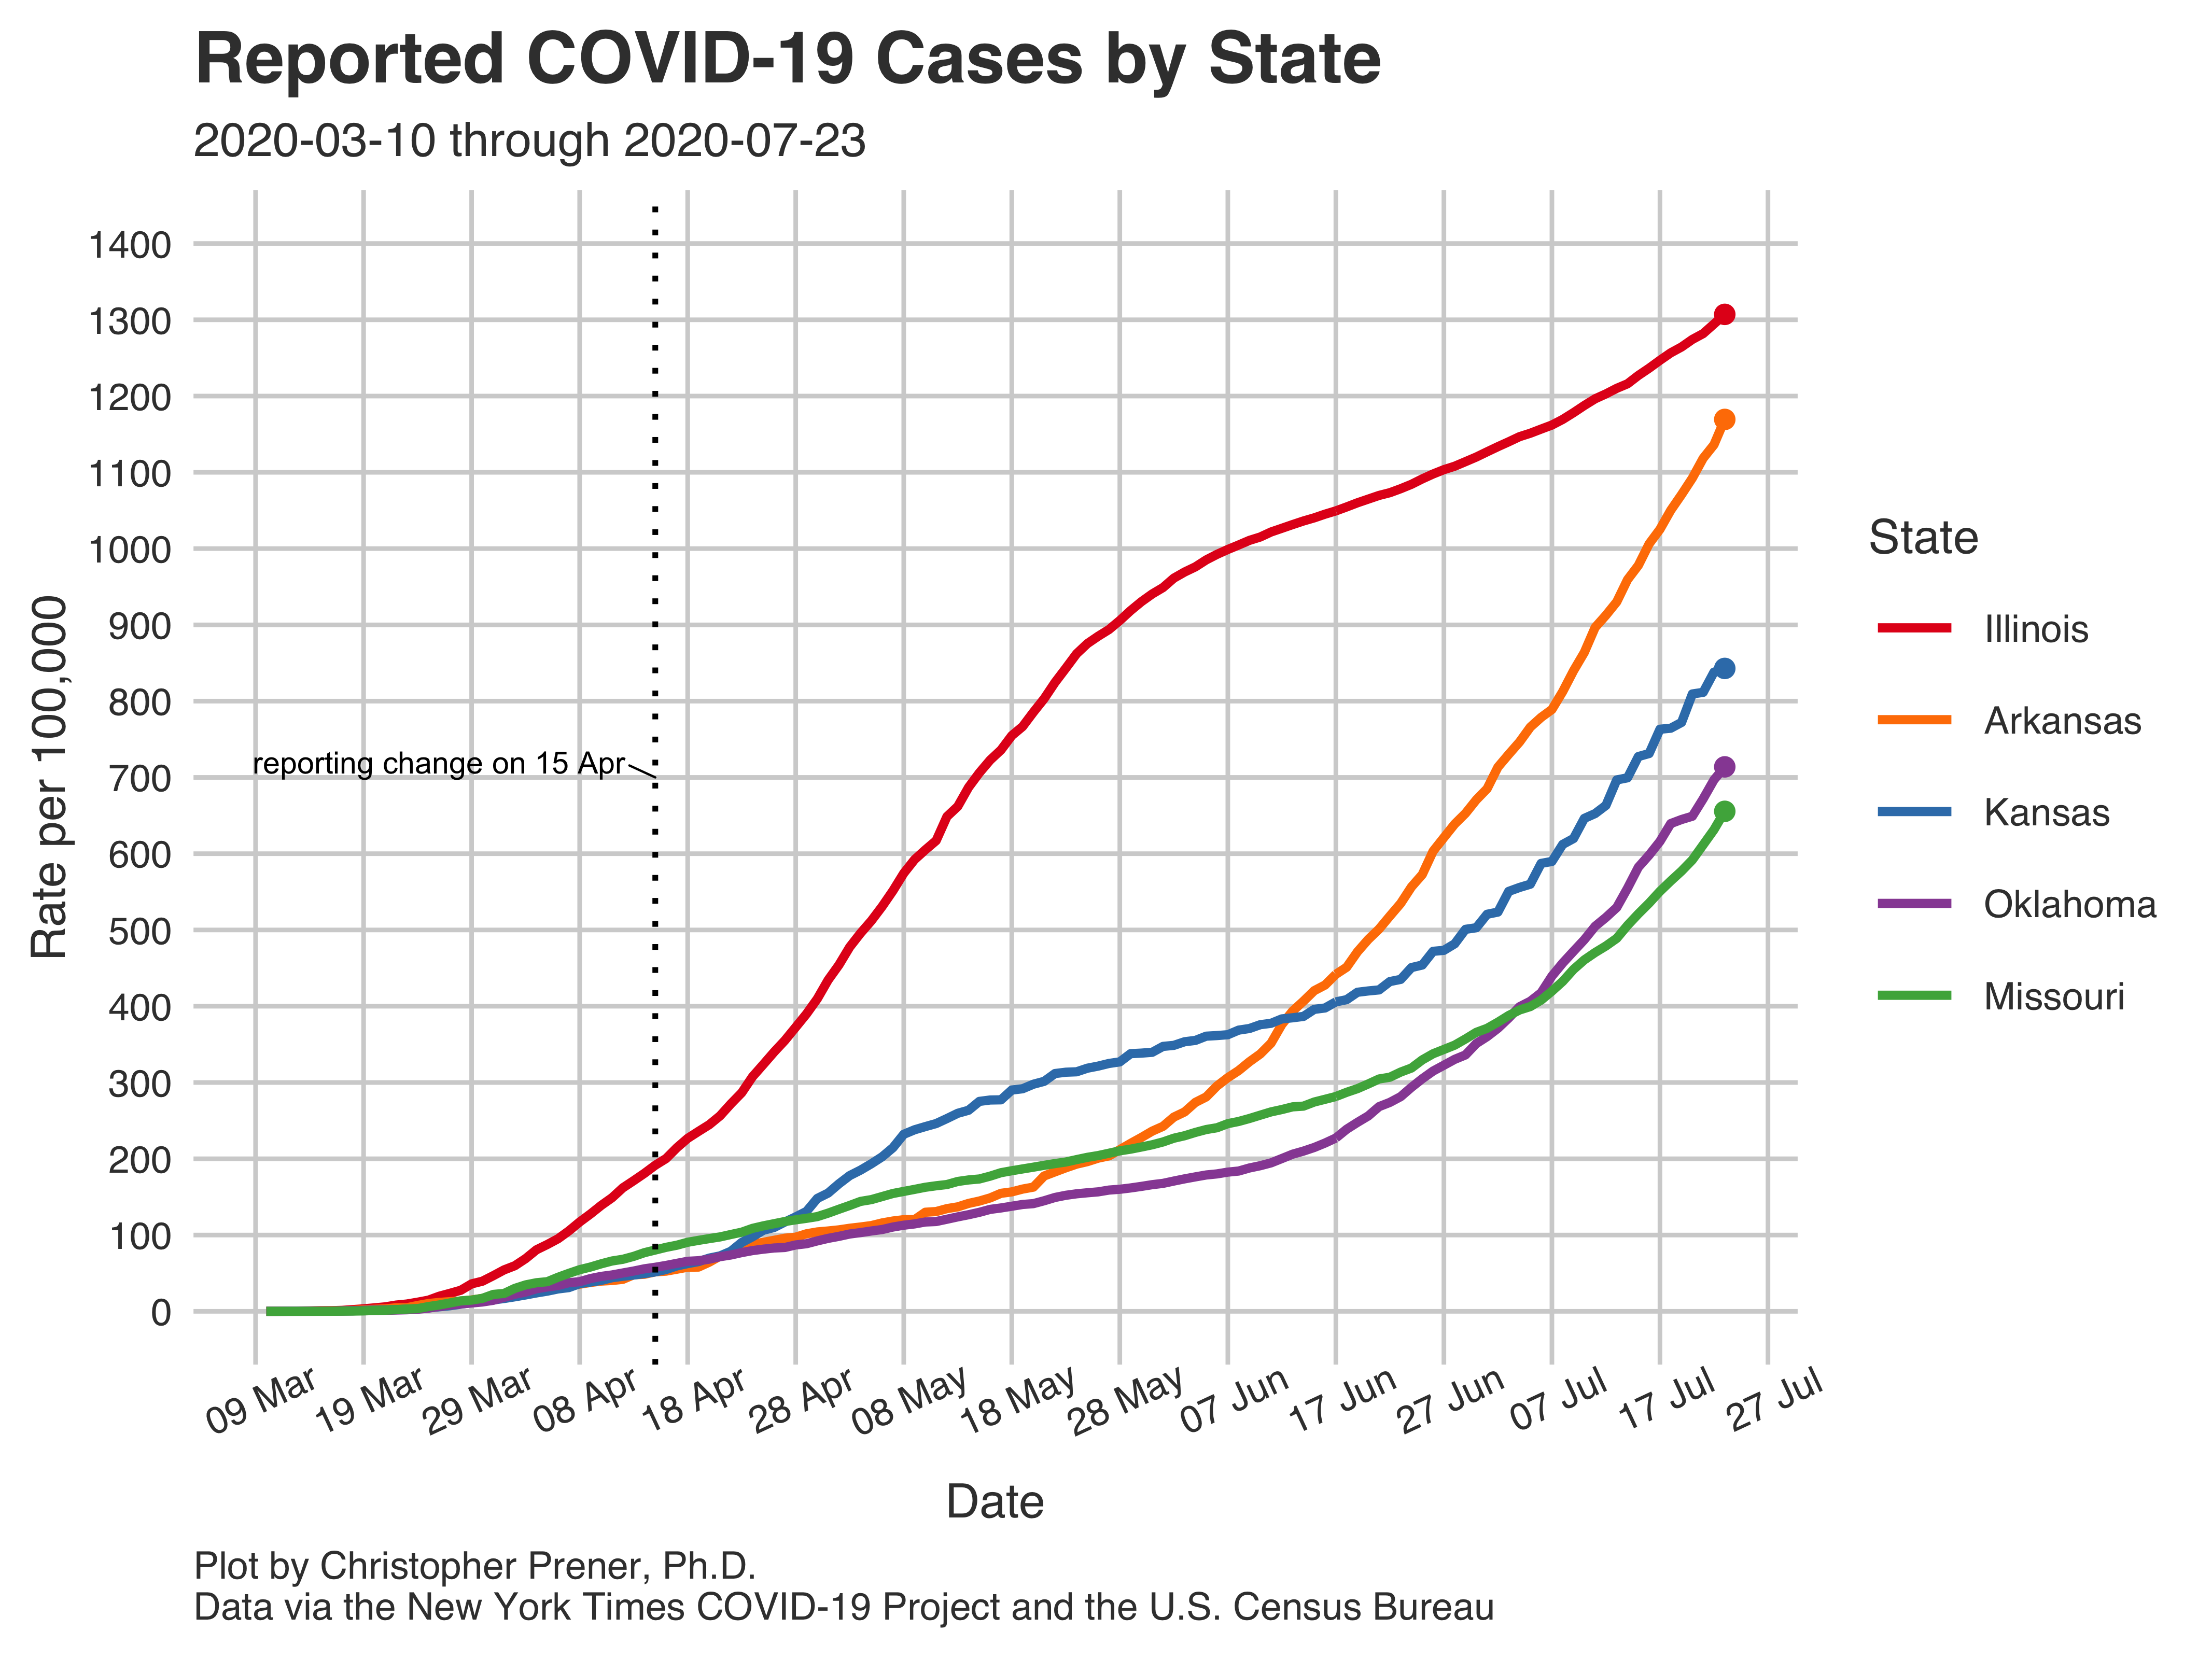 Reported COVID-19 Cases by State
2020-03-10 through 2020-07-23
1400
1300
1200
1100
1000
900
800
700
600
500
400
300
200
100
0
Rate per 100,000
reporting change on 15 Apr
09 Mar
19 Mar
29 Mar
08 Apr
18 Apr
28 Apr
08 May
18 May
28 May
07 Jun
17 Jun
27 Jun
07 Jul
17 Jul
27 Jul
Date
State
Illinois
Arkansas
Kansas
Oklahoma
Missouri
Plot by Christopher Prener, Ph.D.
Data via the New York Times COVID-19 Project and the U.S. Census Bureau